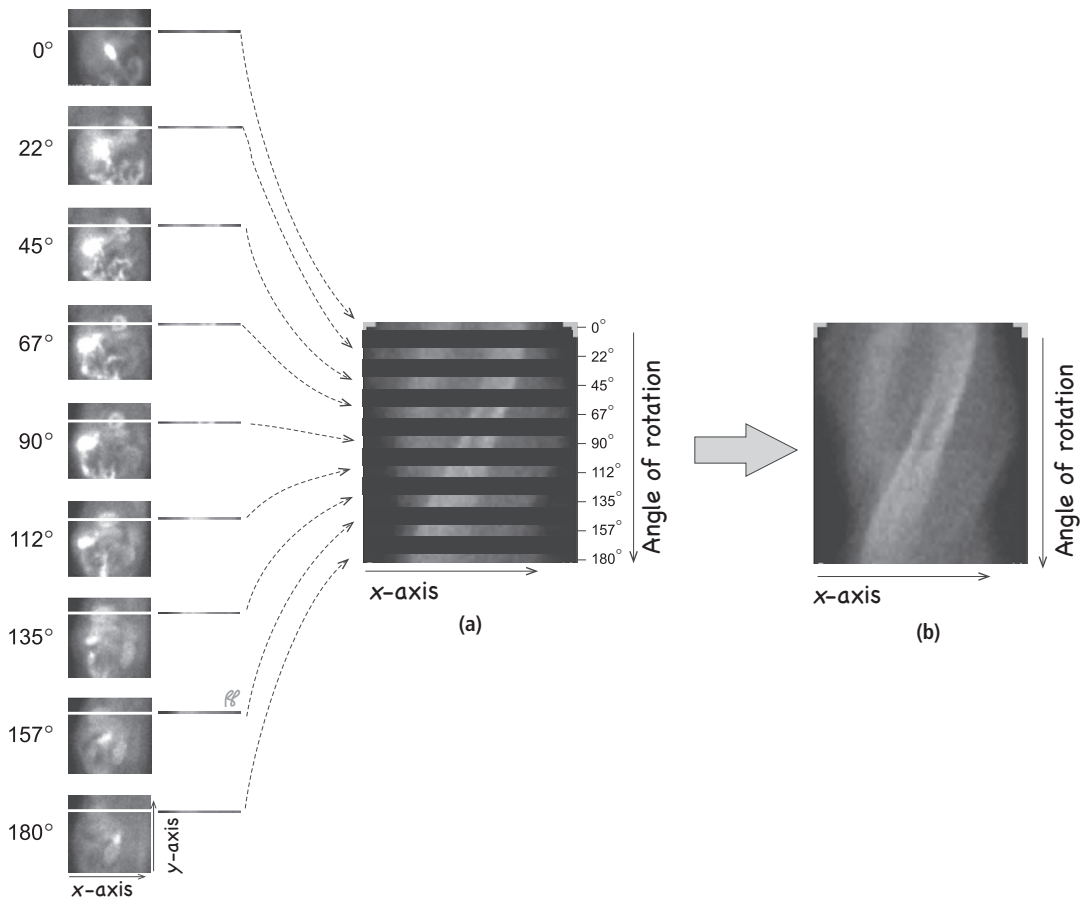 0°
22°
45°
67°
90°
112°
135°
157°
180°
x-axis
y-axis
0°
22°
45°
67°
90°
112°
135°
157°
180°
Angle of rotation
x-axis
(a)
Angle of rotation
x-axis
(b)